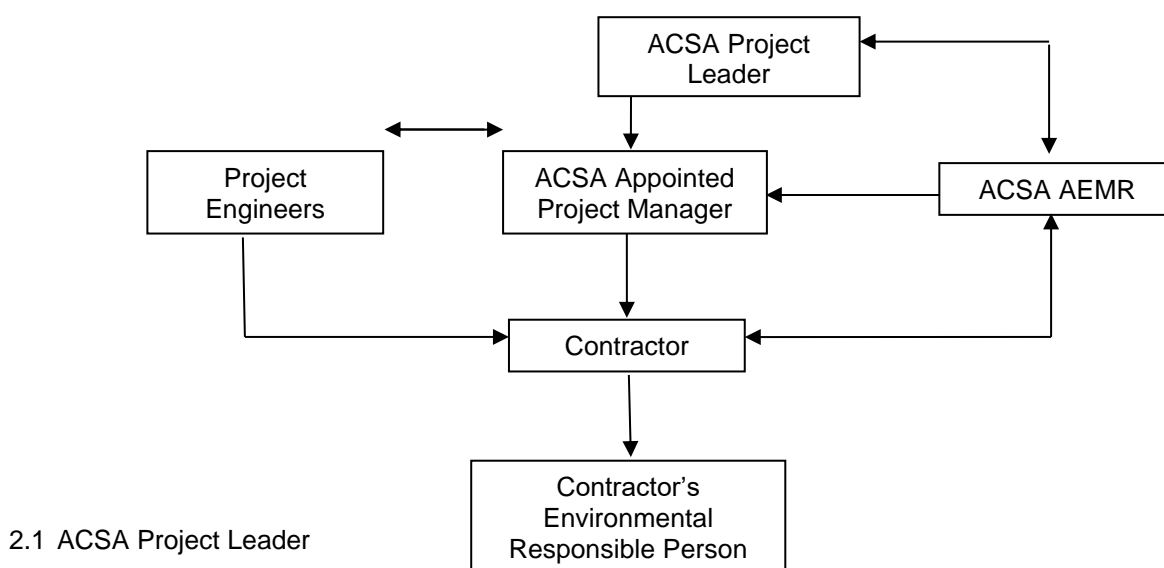 ACSA Project
Leader
Project
Engineers
ACSA Appointed
Project Manager
ACSA AEMR
Contractor
Contractor’s
Environmental
Responsible Person
2.1 ACSA Project Leader